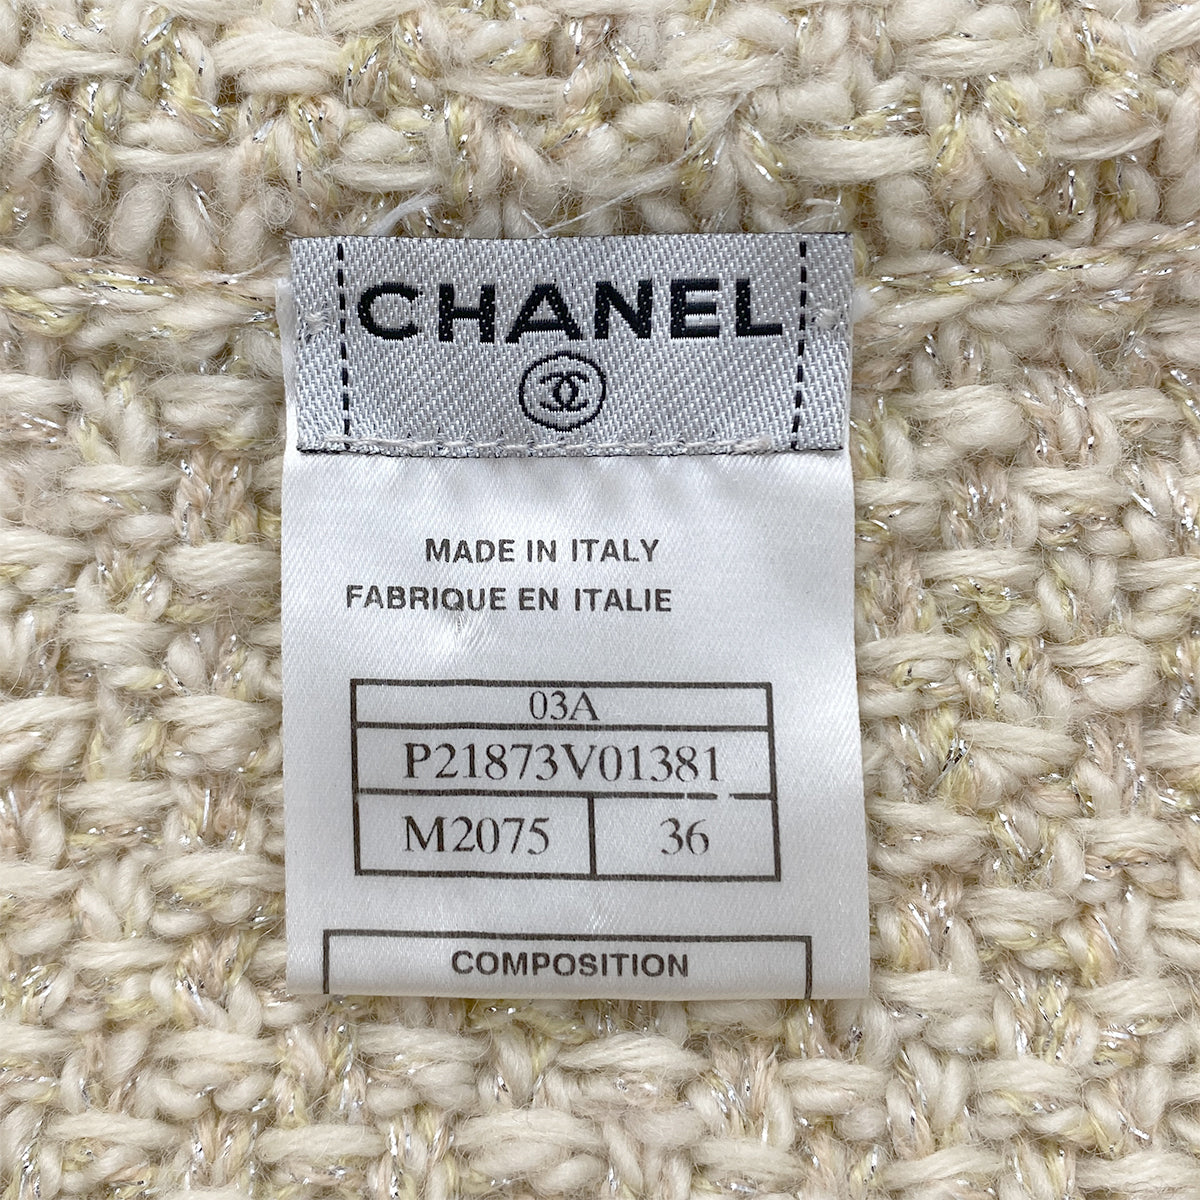 CHANEL
MADE IN ITALY
FABRIQUE EN ITALIE
03A
P21873V01381
M2075 36
COMPOSITION